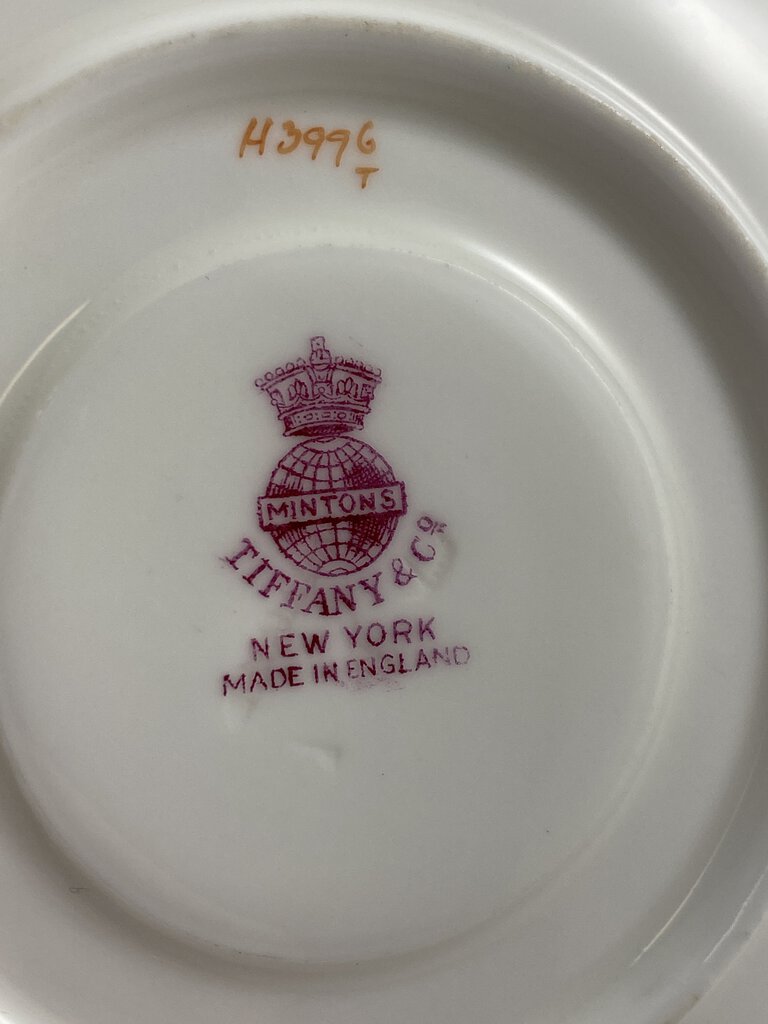 H3996
T
MINTONS
TIFFANY & Co
NEW YORK
MADE IN ENGLAND